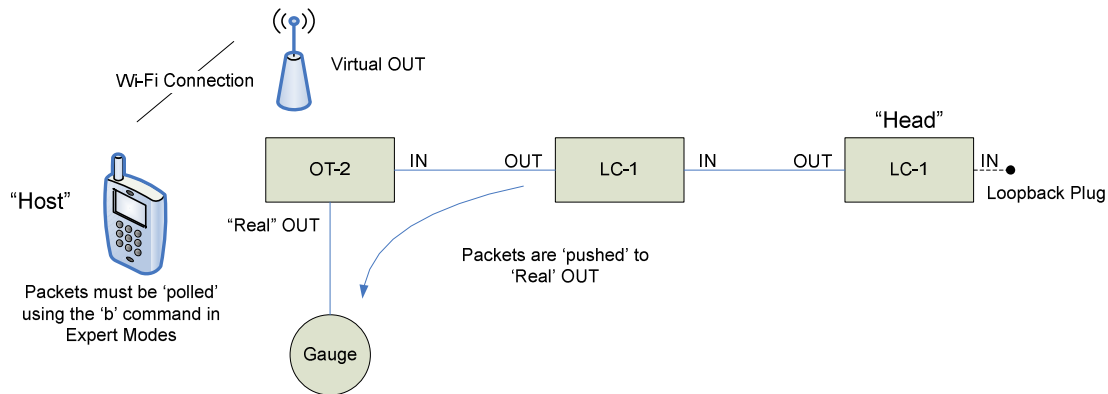 Virtual OUT
Wi-Fi Connection
"Head"
OT-2
IN
OUT
LC-1
IN
OUT
LC-1
IN
Loopback Plug
"Host"
"Real" OUT
Packets are 'pushed' to
'Real' OUT
Packets must be 'polled'
using the 'b' command in
Expert Modes
Gauge